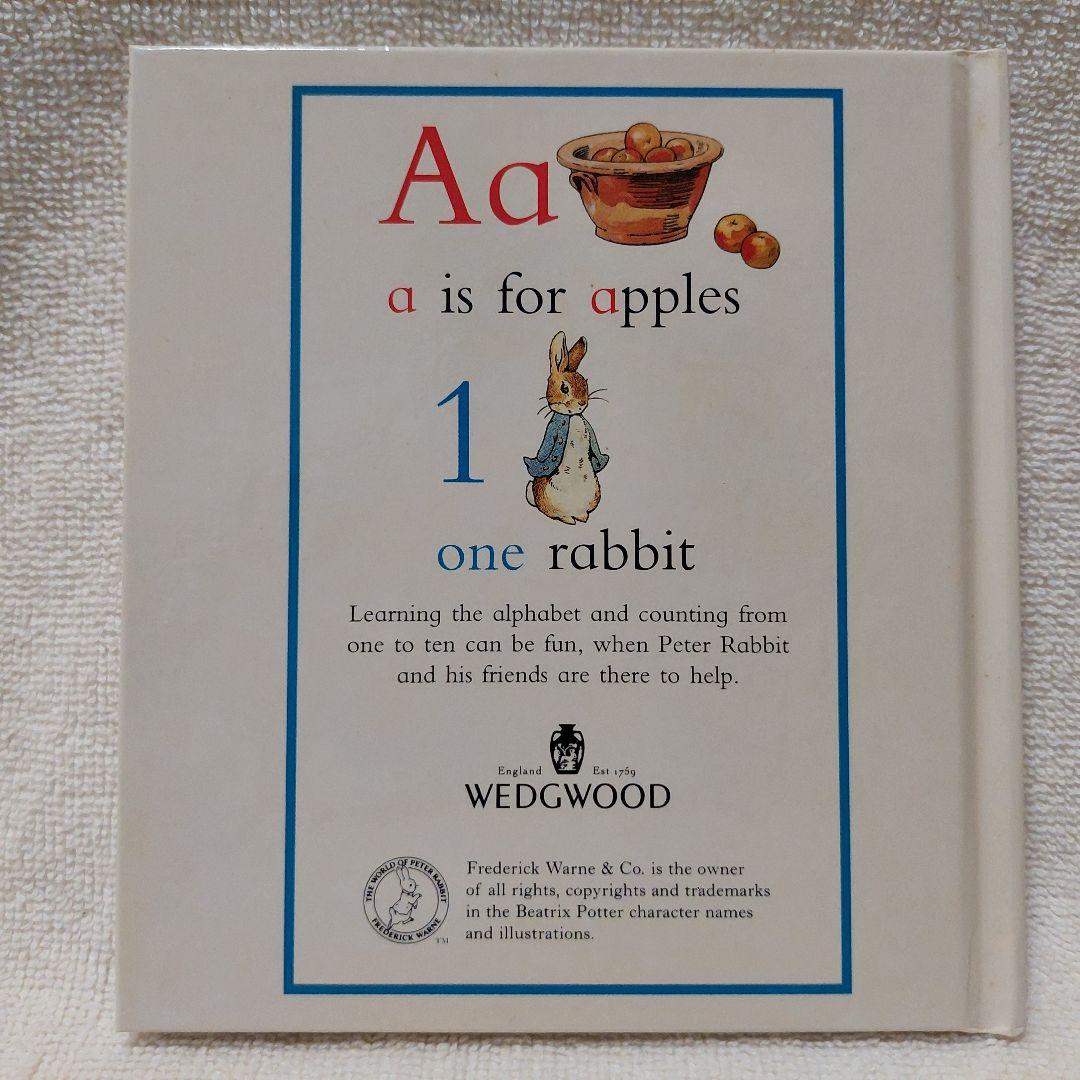 Aa
a is for apples
1
one rabbit
Learning the alphabet and counting from
one to ten can be fun, when Peter Rabbit
and his friends are there to help.
England Est 1759
WEDGWOOD
THE WORLD OF PETER RABBIT
FREDERICK WARNE
TM
Frederick Warne & Co. is the owner
of all rights, copyrights and trademarks
in the Beatrix Potter character names
and illustrations.